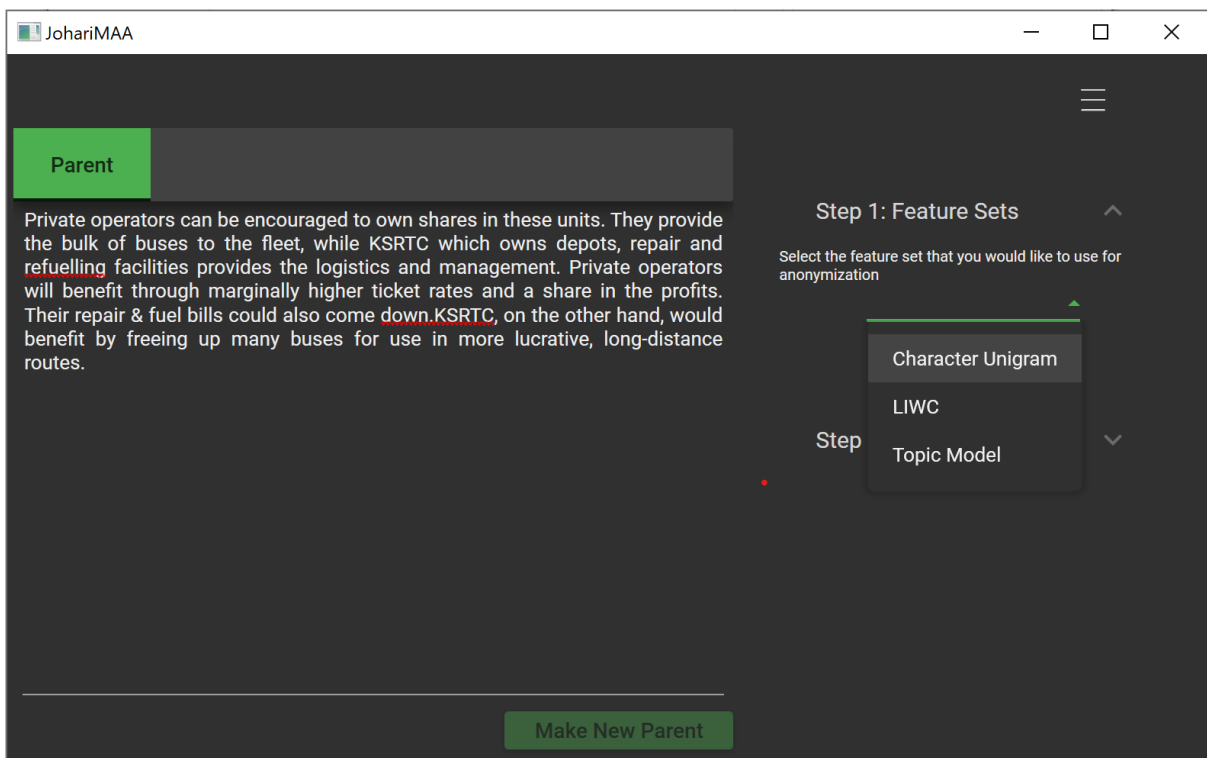 JohariMAA
Parent
Private operators can be encouraged to own shares in these units. They provide
the bulk of buses to the fleet, while KSRTC which owns depots, repair and
refuelling facilities provides the logistics and management. Private operators
will benefit through marginally higher ticket rates and a share in the profits.
Their repair & fuel bills could also come down.KSRTC, on the other hand, would
benefit by freeing up many buses for use in more lucrative, long-distance
routes.
Make New Parent
Step 1: Feature Sets
Select the feature set that you would like to use for
anonymization
Character Unigram
LIWC
Topic Model
Step